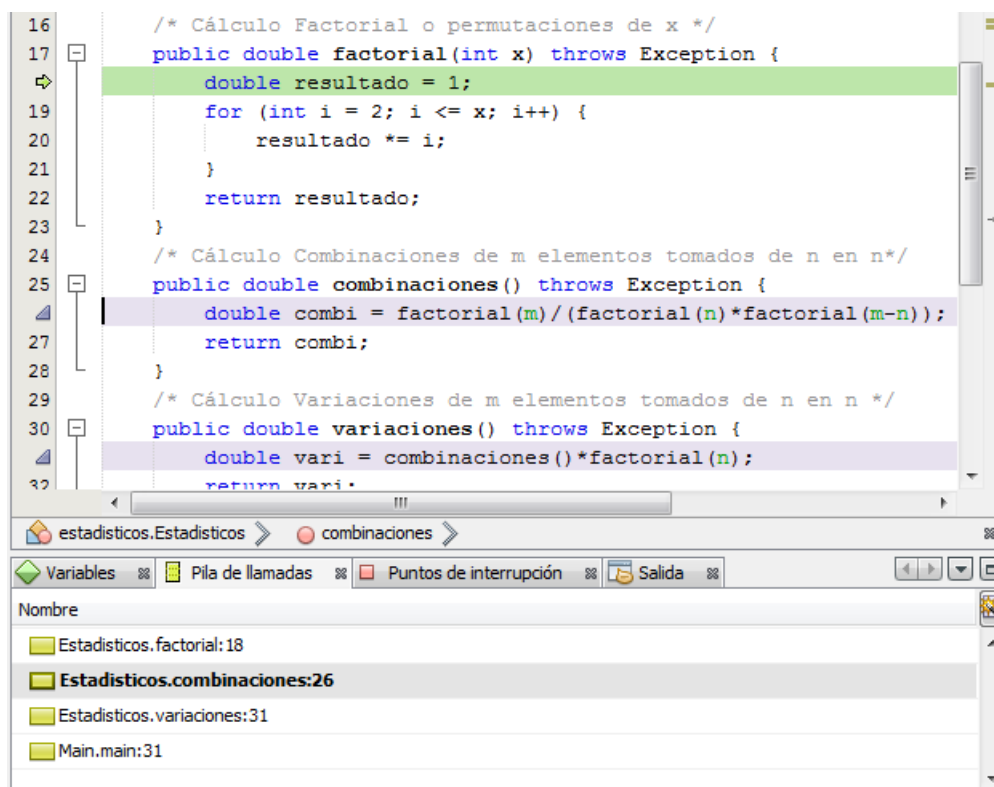 16 /* Cálculo Factorial o permutaciones de x */
17 public double factorial(int x) throws Exception {
double resultado = 1;
19 for (int i = 2; i <= x; i++) {
20 resultado *= i;
21 }
22 return resultado;
23 }
24 /* Cálculo Combinaciones de m elementos tomados de n en n*/
25 public double combinaciones() throws Exception {
double combi = factorial(m)/(factorial(n)*factorial(m-n));
27 return combi;
28 }
29 /* Cálculo Variaciones de m elementos tomados de n en n */
30 public double variaciones() throws Exception {
double vari = combinaciones()*factorial(n);
32 return vari;
estadisticos.Estadisticos combinaciones
Variables Pila de llamadas Puntos de interrupción Salida
Nombre
Estadisticos.factorial:18
Estadisticos.combinaciones:26
Estadisticos.variaciones:31
Main.main:31